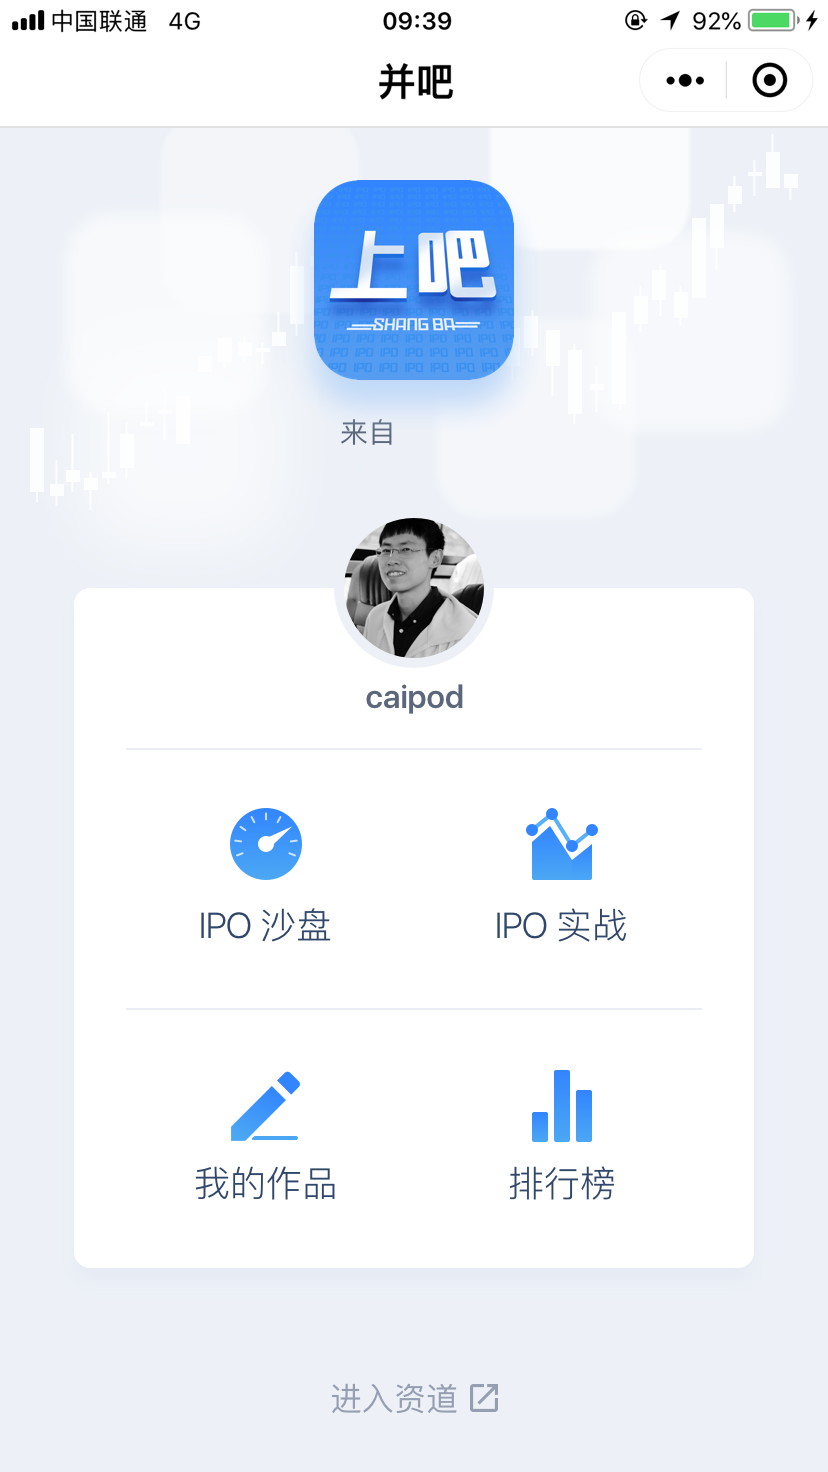 中国联通 4G 09:39 92%
并吧
上吧
SHANG BA
来自
caipod
IPO 沙盘
IPO 实战
我的作品
排行榜
进入资道